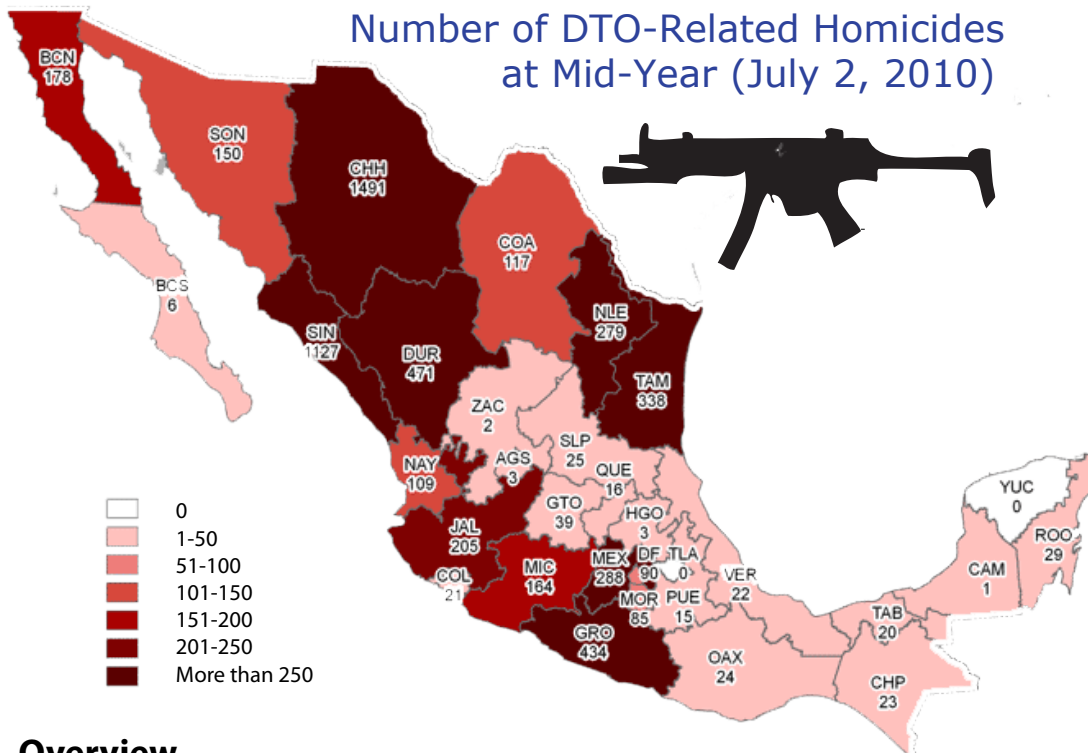 Number of DTO-Related Homicides
at Mid-Year (July 2, 2010)
BCN
178
SON
150
CHH
1491
COA
117
BCS
6
SIN
1127
DUR
471
NLE
279
TAM
338
ZAC
2
SLP
25
NAY
109
AGS
3
QUE
16
GTO
39
HGO
3
JAL
205
COL
21
MIC
164
MEX
288
DF
90
TLA
0
VER
22
MOR
85
PUE
15
GRO
434
OAX
24
TAB
20
CHP
23
CAM
1
YUC
0
ROO
29
0
1-50
51-100
101-150
151-200
201-250
More than 250
Overview